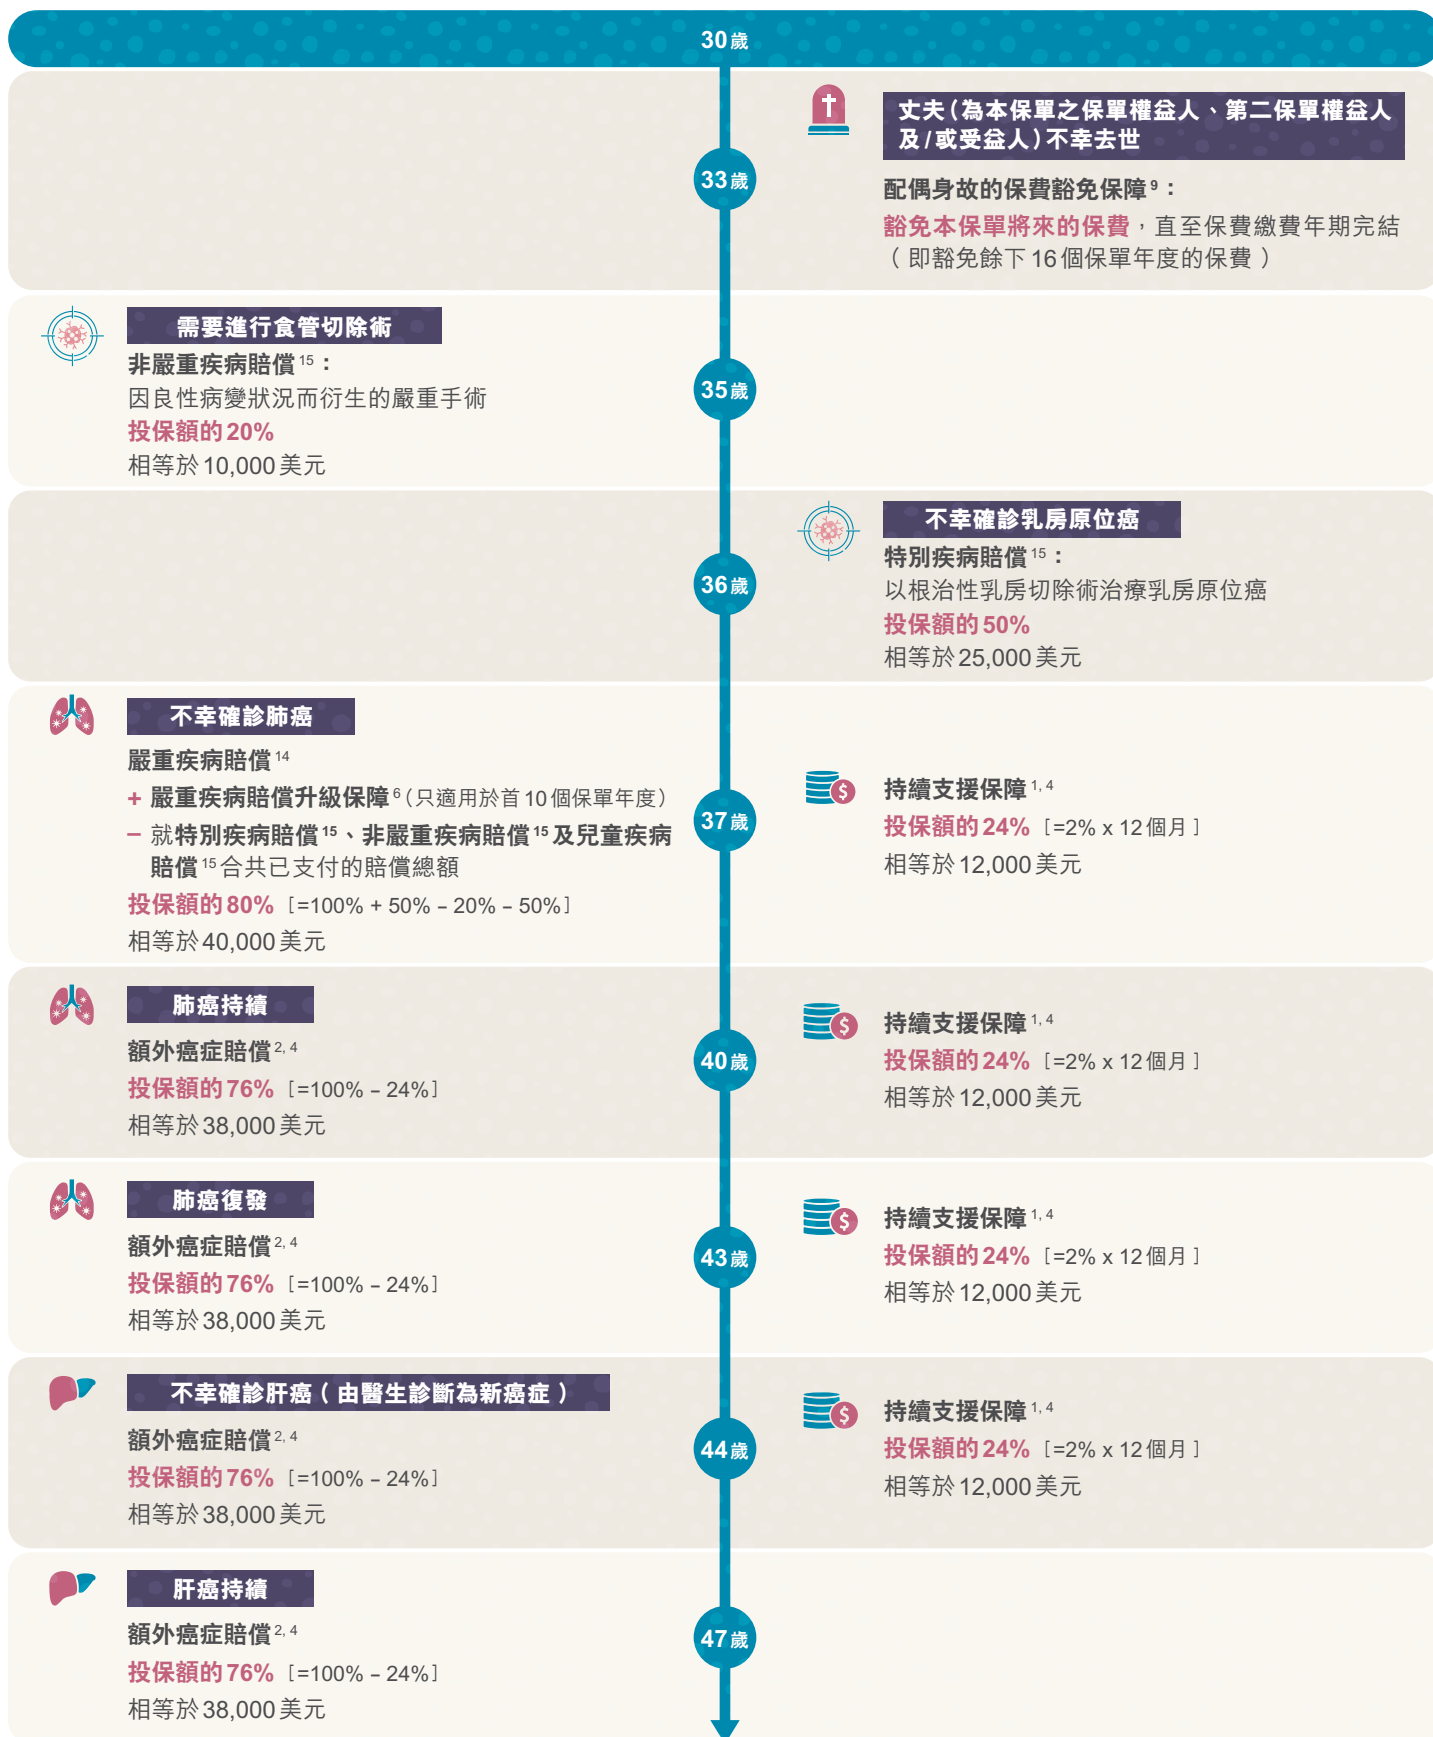 30歲
33歲
丈夫(為本保單之保單權益人、第二保單權益人
及/或受益人)不幸去世
配偶身故的保費豁免保障9：
豁免本保單將來的保費，直至保費繳費年期完結
（即豁免餘下16個保單年度的保費）
需要進行食管切除術
非嚴重疾病賠償15：
因良性病變狀況而衍生的嚴重手術
投保額的20%
相等於10,000美元
35歲
36歲
不幸確診乳房原位癌
特別疾病賠償15：
以根治性乳房切除術治療乳房原位癌
投保額的50%
相等於25,000美元
不幸確診肺癌
嚴重疾病賠償14
+ 嚴重疾病賠償升級保障6(只適用於首10個保單年度)
– 就特別疾病賠償15、非嚴重疾病賠償15及兒童疾病
賠償15合共已支付的賠償總額
投保額的80% [=100% + 50% – 20% – 50%]
相等於40,000美元
37歲
持續支援保障1, 4
投保額的24% [=2% x 12個月]
相等於12,000美元
肺癌持續
額外癌症賠償2, 4
投保額的76% [=100% – 24%]
相等於38,000美元
40歲
持續支援保障1, 4
投保額的24% [=2% x 12個月]
相等於12,000美元
肺癌復發
額外癌症賠償2, 4
投保額的76% [=100% – 24%]
相等於38,000美元
43歲
持續支援保障1, 4
投保額的24% [=2% x 12個月]
相等於12,000美元
不幸確診肝癌（由醫生診斷為新癌症）
額外癌症賠償2, 4
投保額的76% [=100% – 24%]
相等於38,000美元
44歲
持續支援保障1, 4
投保額的24% [=2% x 12個月]
相等於12,000美元
肝癌持續
額外癌症賠償2, 4
投保額的76% [=100% – 24%]
相等於38,000美元
47歲